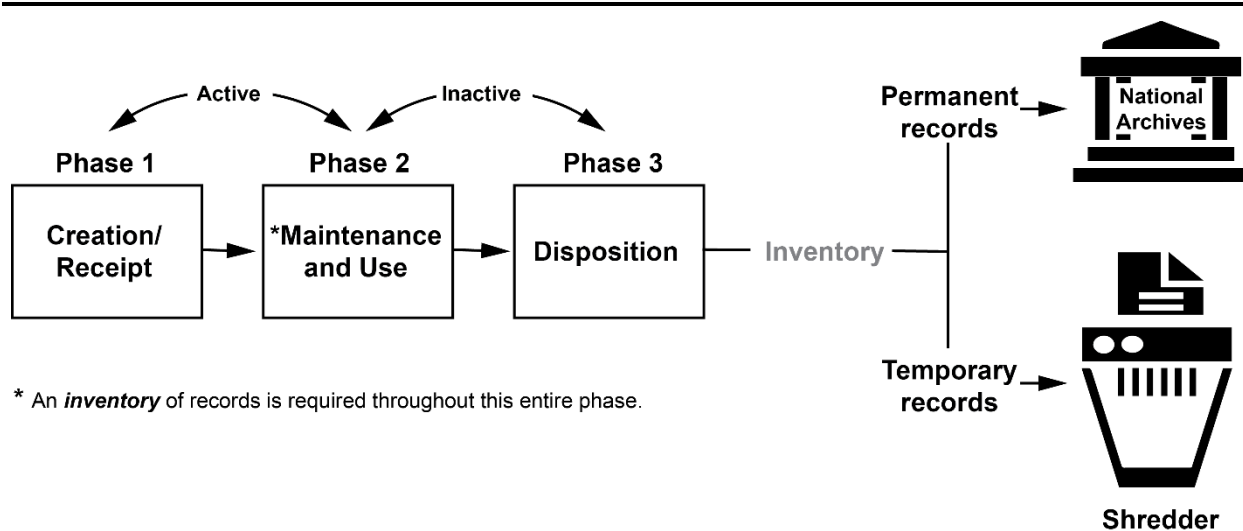 Active
Inactive
Phase 1
Phase 2
Phase 3
Creation/
Receipt
*Maintenance
and Use
Disposition
Inventory
Permanent
records
National
Archives
Temporary
records
Shredder
* An inventory of records is required throughout this entire phase.